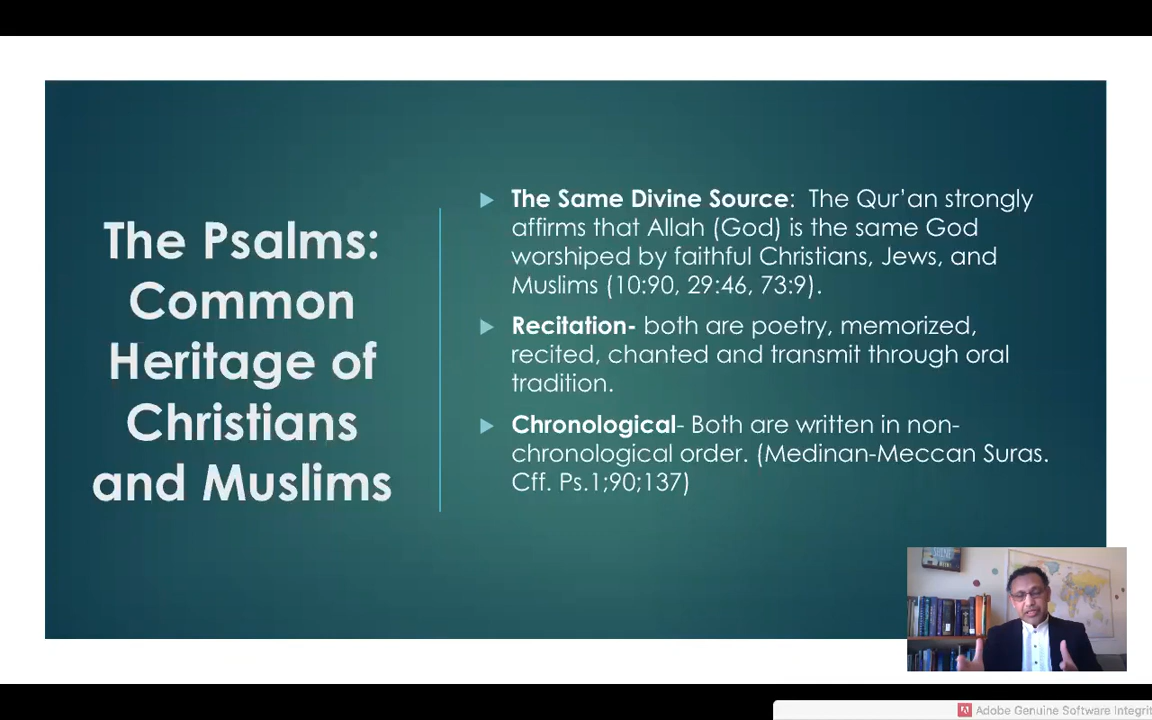 The Psalms:
Common
Heritage of
Christians
and Muslims
The Same Divine Source:  The Qur’an strongly
affirms that Allah (God) is the same God
worshiped by faithful Christians, Jews, and
Muslims (10:90, 29:46, 73:9).
Recitation- both are poetry, memorized,
recited, chanted and transmit through oral
tradition.
Chronological- Both are written in non-
chronological order. (Medinan-Meccan Suras.
Cff. Ps.1;90;137)
Adobe Genuine Software Integrit